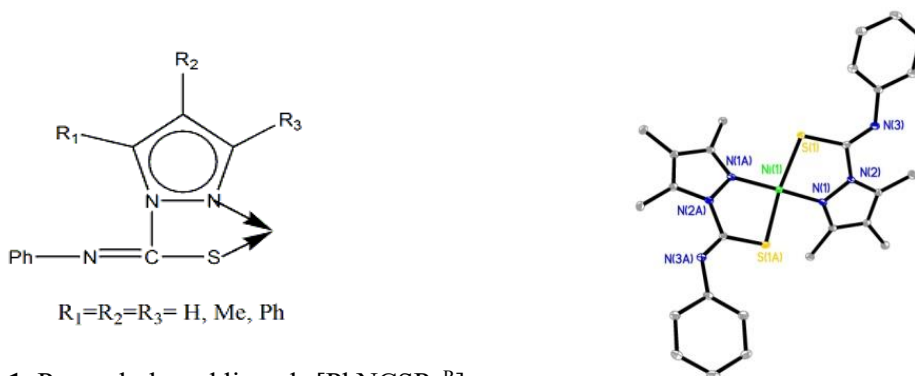 R₂
R₁
R₃
N
N
Ph
N
C
S
R₁=R₂=R₃= H, Me, Ph
N(3)
S(1)
N(1A)
Ni(1)
N(2)
N(1)
N(2A)
S(1A)
N(3A)